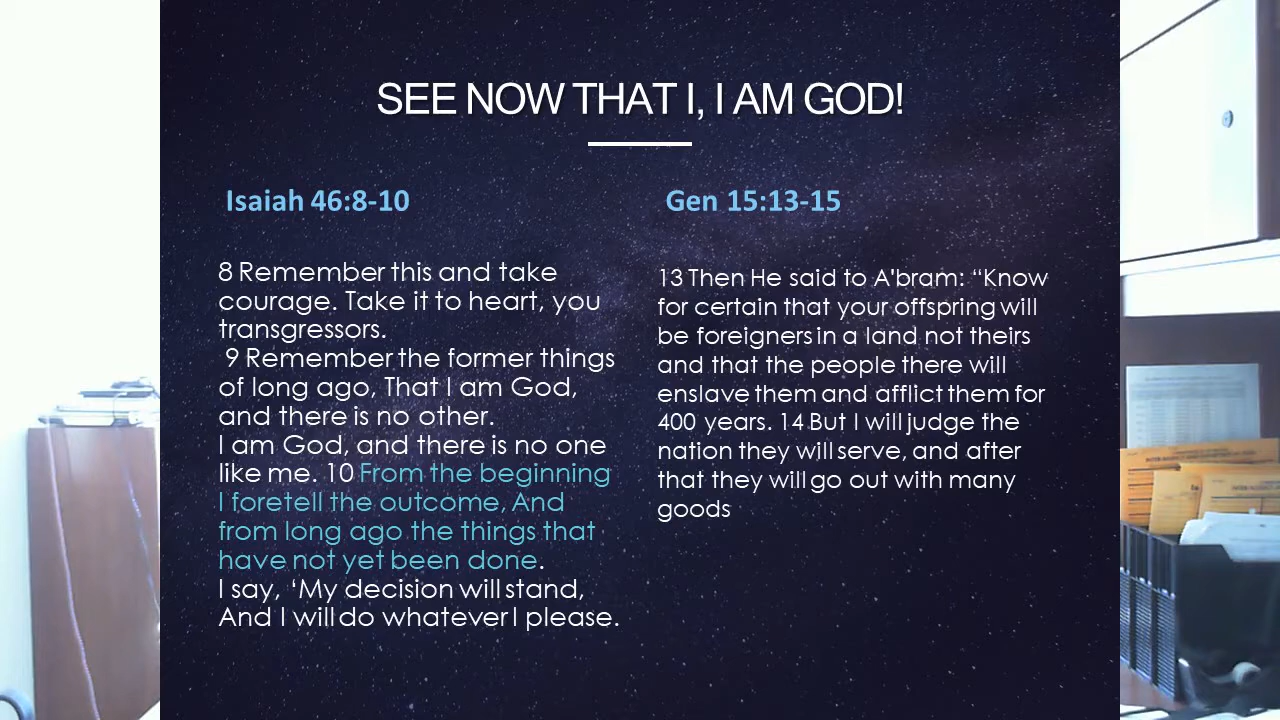 SEE NOW THAT I, I AM GOD!
Isaiah 46:8-10
8 Remember this and take
courage. Take it to heart, you
transgressors.
9 Remember the former things
of long ago, That I am God,
and there is no other.
I am God, and there is no one
like me. 10 From the beginning
I foretell the outcome, And
from long ago the things that
have not yet been done.
I say, ‘My decision will stand,
And I will do whatever I please.
Gen 15:13-15
13 Then He said to A'bram: “Know
for certain that your offspring will
be foreigners in a land not theirs
and that the people there will
enslave them and afflict them for
400 years. 14 But I will judge the
nation they will serve, and after
that they will go out with many
goods